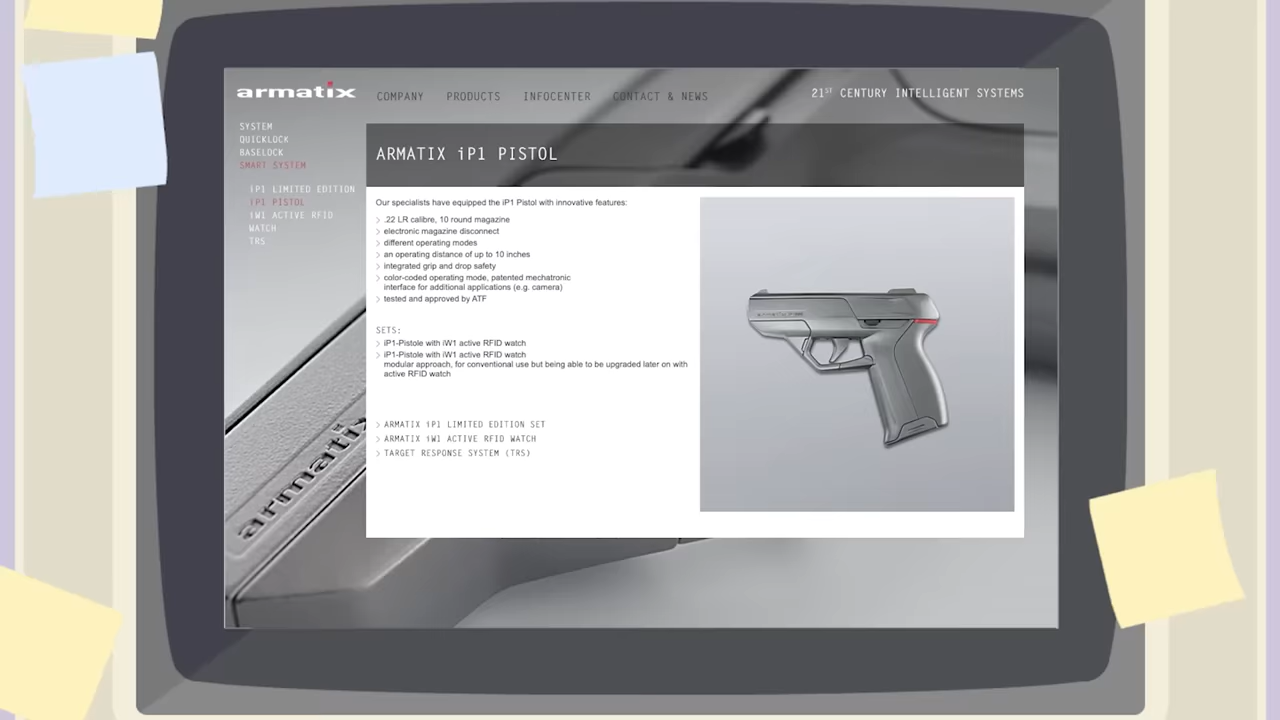 armatix
COMPANY PRODUCTS INFOCENTER CONTACT & NEWS
21ST CENTURY INTELLIGENT SYSTEMS
SYSTEM
QUICKLOCK
BASELOCK
SMART SYSTEM
iP1 LIMITED EDITION
iP1 PISTOL
iW1 ACTIVE RFID
WATCH
TRS
ARMATIX iP1 PISTOL
Our specialists have equipped the iP1 Pistol with innovative features:
.22 LR calibre, 10 round magazine
electronic magazine disconnect
different operating modes
an operating distance of up to 10 inches
integrated grip and drop safety
color-coded operating mode, patented mechatronic
interface for additional applications (e.g. camera)
tested and approved by ATF
SETS:
iP1-Pistole with iW1 active RFID watch
iP1-Pistole with iW1 active RFID watch
modular approach, for conventional use but being able to be upgraded later on with
active RFID watch
ARMATIX iP1 LIMITED EDITION SET
ARMATIX iW1 ACTIVE RFID WATCH
TARGET RESPONSE SYSTEM (TRS)
armatix